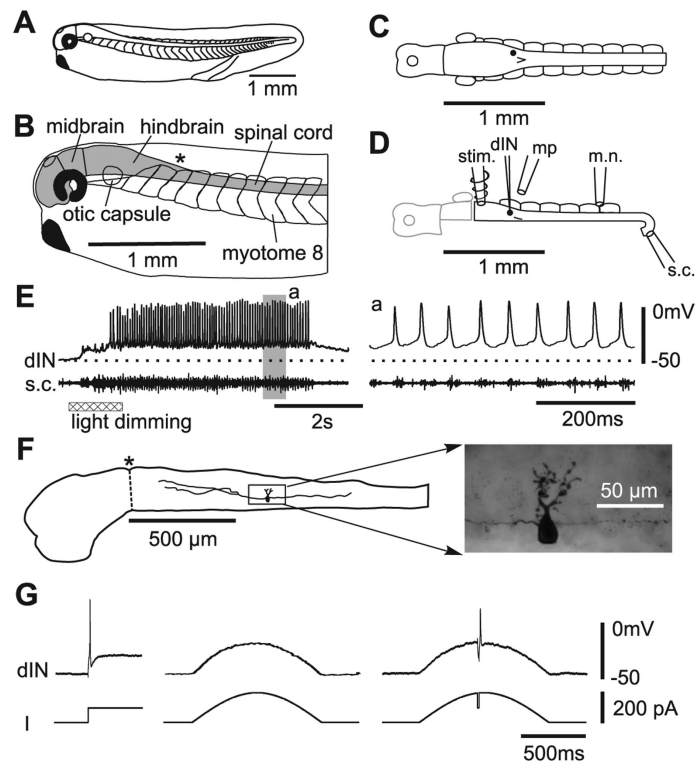 A
1 mm
B
midbrain
hindbrain
*
spinal cord
otic capsule
1 mm
myotome 8
C
1 mm
D
stim.
dIN
mp
m.n.
1 mm
s.c.
E
a
dIN
s.c.
light dimming
2s
a
0mV
-50
200ms
F
*
500 µm
50 µm
G
dIN
I
0mV
-50
200 pA
500ms